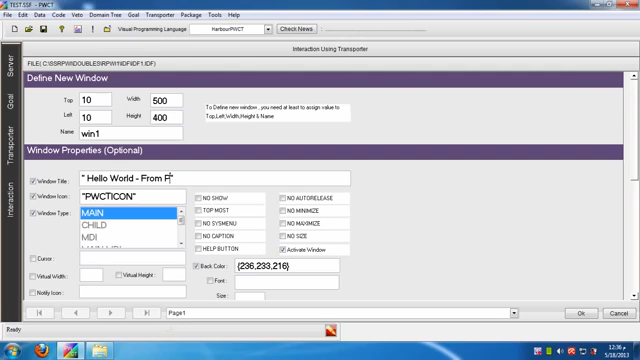 TEST.SSF - PWCT
File Edit Data Code Veto Domain Tree Goal Transporter Package Tools Help
Visual Programming Language HarbourPWCT Check News
Interaction Using Transporter
FILE( C:\SSRPWI\DOUBLES\RPWI1\IDF\IDF1.IDF)
Server
Goal
Transporter
Interaction
Define New Window
Top 10 Width 500
Left 10 Height 400
Name win1
To Define new window , you need at least to assign value to
Top,Left,Width,Height & Name
Window Properties (Optional)
Window Title : " Hello World - From F"
Window Icon : "PWCTICON"
Window Type : MAIN
CHILD
MDI
NO SHOW
TOP MOST
NO SYSMENU
NO CAPTION
HELP BUTTON
NO AUTORELEASE
NO MINIMIZE
NO MAXIMIZE
NO SIZE
Activate Window
Cursor :
Back Color : {236,233,216}
Virtual Width : Virtual Height :
Font :
Notify Icon :
Size :
Page1
Ok Cancel
Ready
12:36 م
5/18/2013